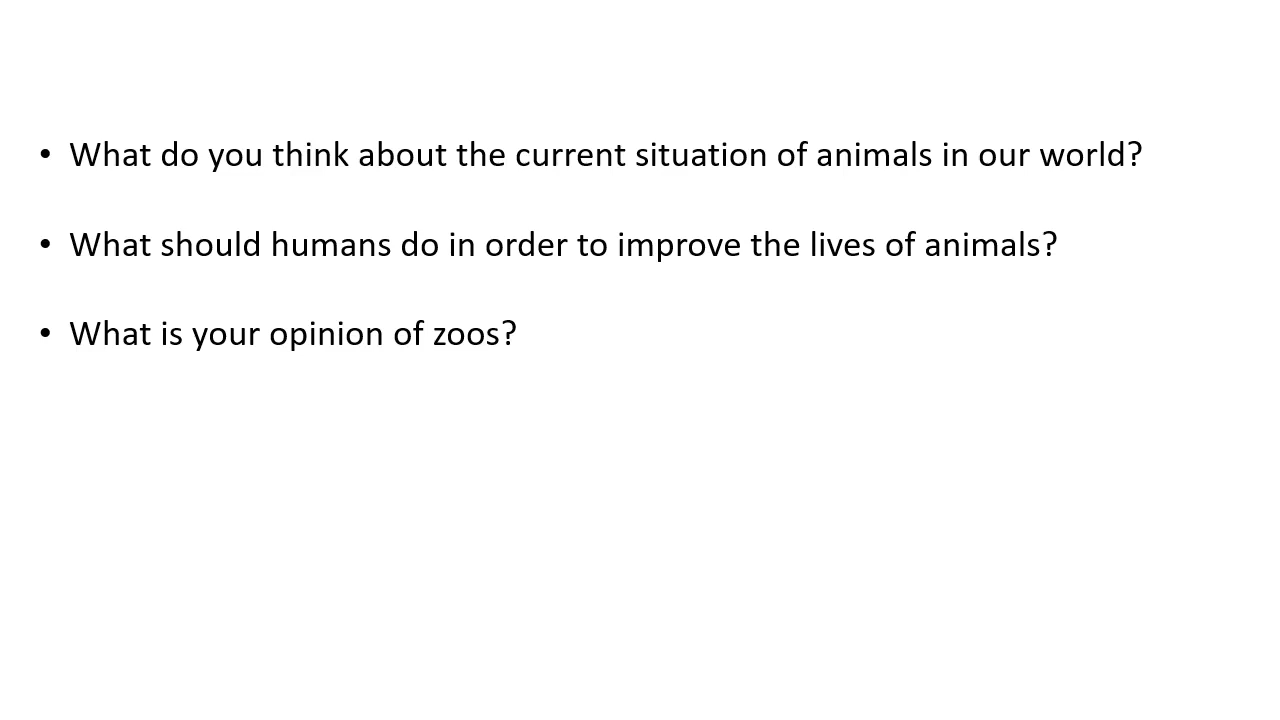 • What do you think about the current situation of animals in our world?
• What should humans do in order to improve the lives of animals?
• What is your opinion of zoos?